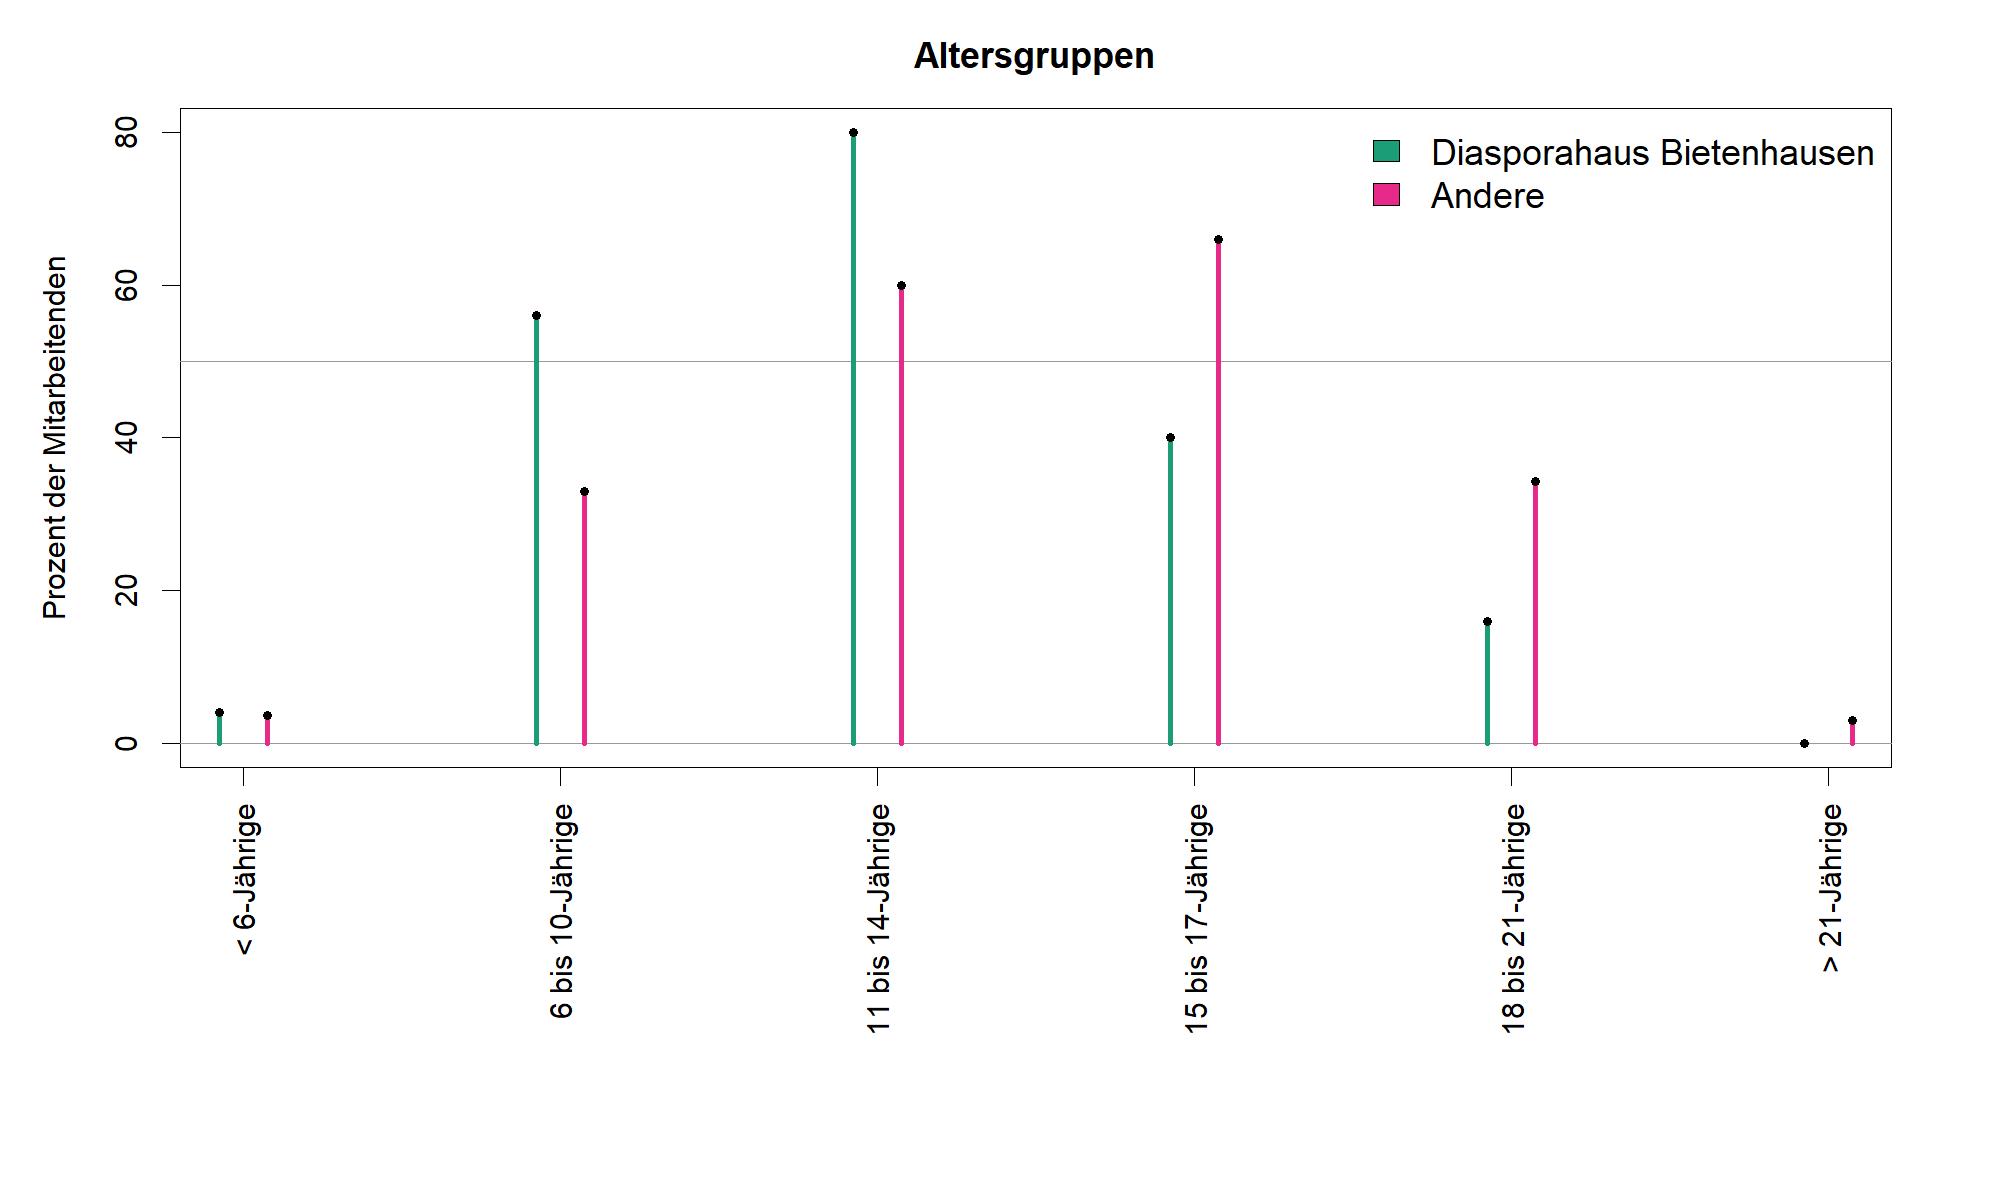 Altersgruppen
Diasporahaus Bietenhausen
Andere
Prozent der Mitarbeitenden
80
60
40
20
0
< 6-Jährige
6 bis 10-Jährige
11 bis 14-Jährige
15 bis 17-Jährige
18 bis 21-Jährige
> 21-Jährige